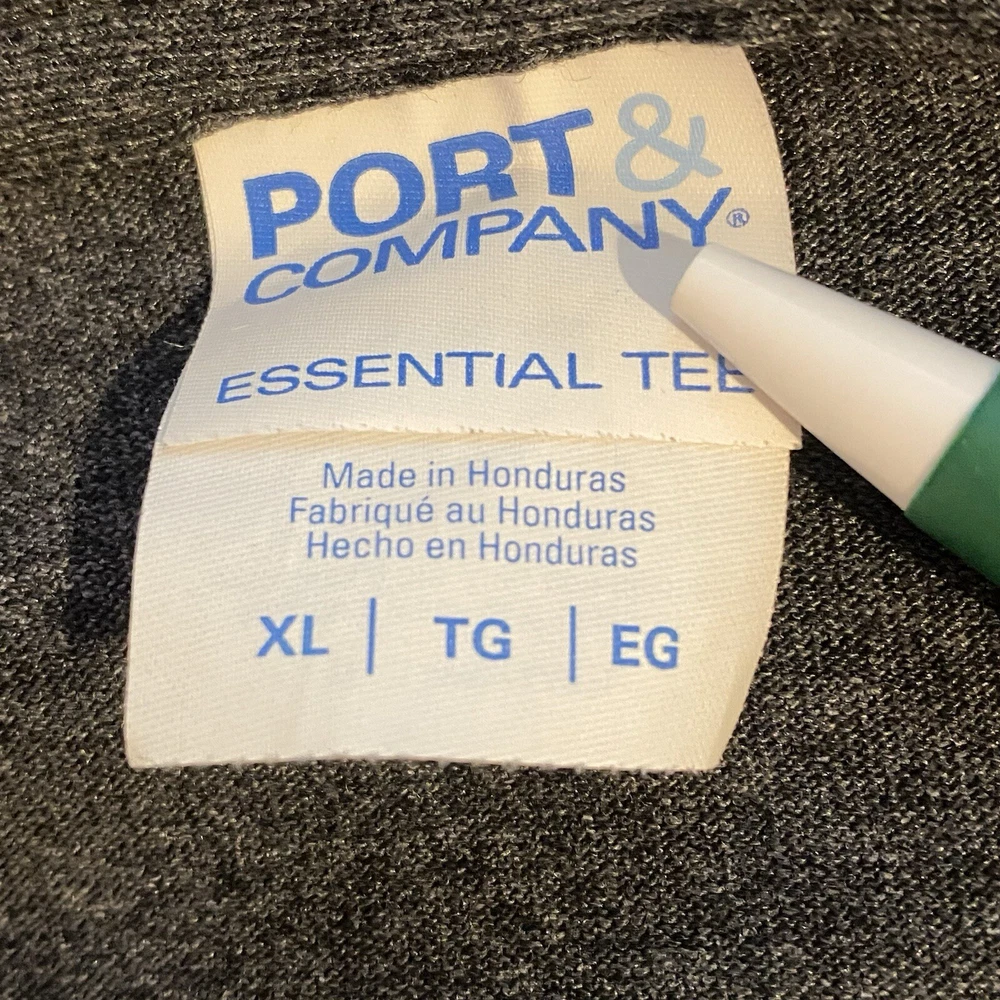 PORT &
COMPANY®
ESSENTIAL TEE
Made in Honduras
Fabriqué au Honduras
Hecho en Honduras
XL | TG | EG